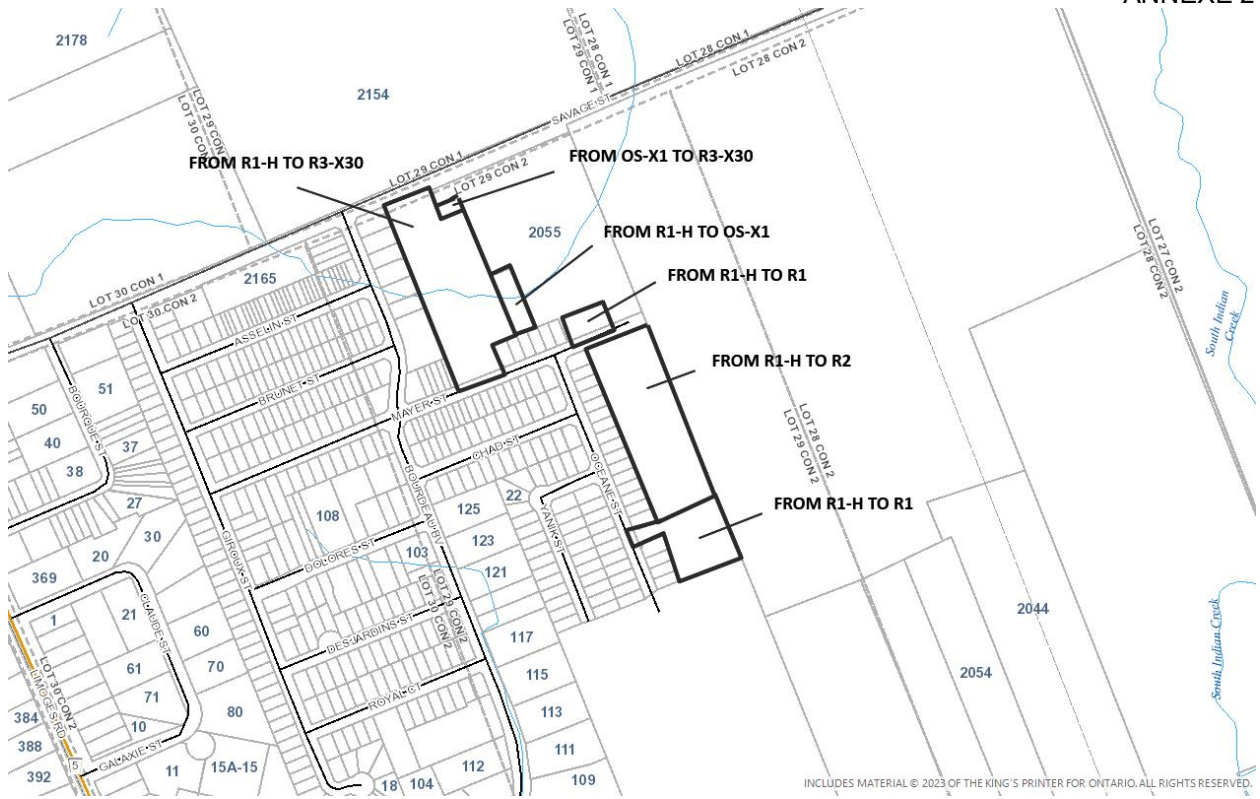 ANNEXE 2
2178
2154
LOT 28 CON 1
LOT 29 CON 1
LOT 28 CON 1
LOT 28 CON 2
SAVAGE ST
LOT 29 CON 1
LOT 30 CON 1
FROM R1-H TO R3-X30
LOT 29 CON 1
LOT 29 CON 2
FROM OS-X1 TO R3-X30
2055
FROM R1-H TO OS-X1
LOT 27 CON 2
LOT 28 CON 2
LOT 30 CON 1
LOT 30 CON 2
2165
FROM R1-H TO R1
South Indian
Creek
ASSELIN ST
BRUNET ST
FROM R1-H TO R2
51
50
BOURQUE ST
40
37
38
MAYER ST
LOT 28 CON 2
LOT 29 CON 2
CHAD ST
OCEANE ST
27
30
GIROUX ST
108
BOURDEAU BV
125
22
YANIK ST
FROM R1-H TO R1
20
369
DOLORES ST
103
123
121
LOT 29 CON 2
LOT 30 CON 2
1
21
CLAUDE ST
60
DESJARDINS ST
117
2044
61
70
115
2054
South Indian Creek
LOT 30 CON 2
LIMOGES RD
71
80
ROYAL CT
113
384
10
388
GALAXIE ST
5
111
392
11
15A-15
18
104
112
109
INCLUDES MATERIAL © 2023 OF THE KING'S PRINTER FOR ONTARIO. ALL RIGHTS RESERVED.